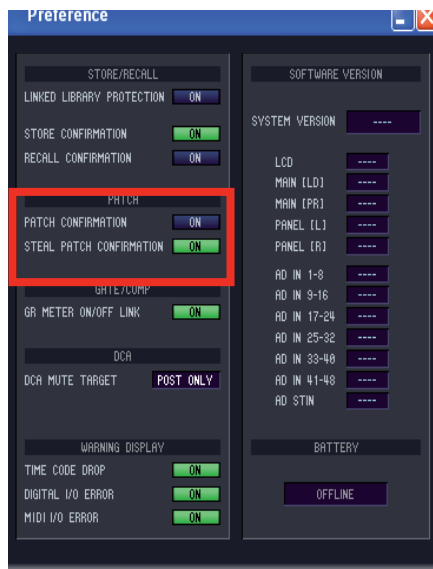 Preference
STORE/RECALL
LINKED LIBRARY PROTECTION ON
STORE CONFIRMATION ON
RECALL CONFIRMATION ON
PATCH
PATCH CONFIRMATION ON
STEAL PATCH CONFIRMATION ON
GATE/COMP
GR METER ON/OFF LINK ON
DCA
DCA MUTE TARGET POST ONLY
WARNING DISPLAY
TIME CODE DROP ON
DIGITAL I/O ERROR ON
MIDI I/O ERROR ON
SOFTWARE VERSION
SYSTEM VERSION ----
LCD ----
MAIN [LD] ----
MAIN [PR] ----
PANEL [L] ----
PANEL [R] ----
AD IN 1-8 ----
AD IN 9-16 ----
AD IN 17-24 ----
AD IN 25-32 ----
AD IN 33-40 ----
AD IN 41-48 ----
AD STIN ----
BATTERY
OFFLINE